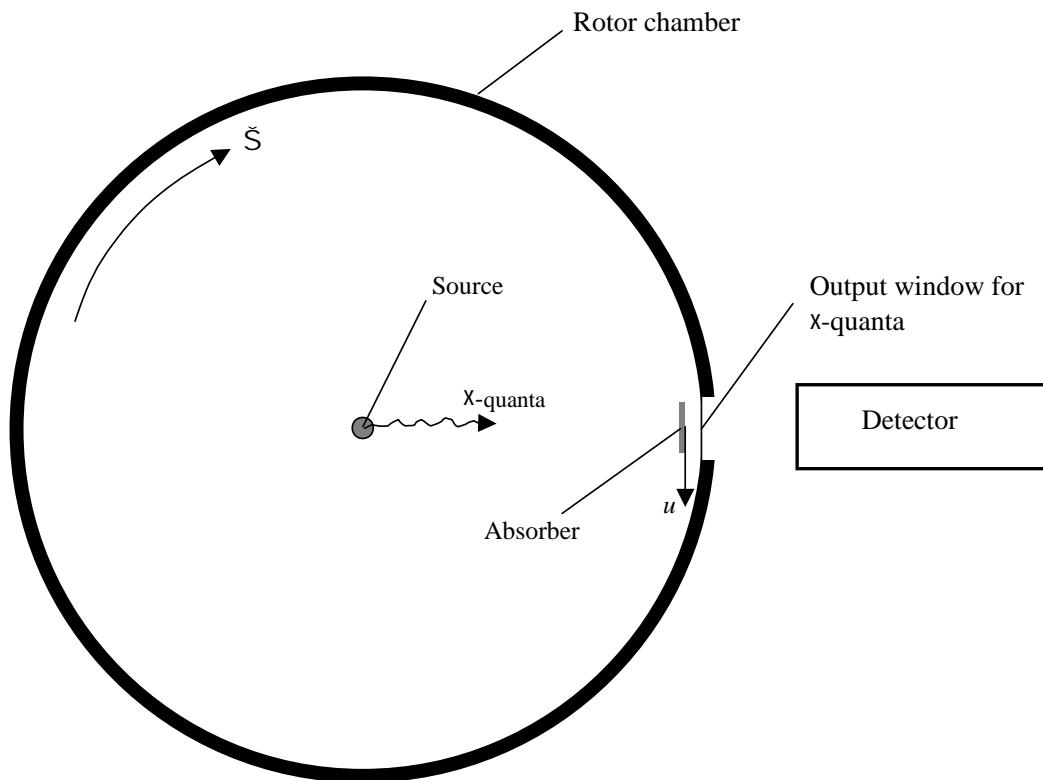 Rotor chamber
Š
Source
Output window for
χ-quanta
χ-quanta
Detector
u
Absorber